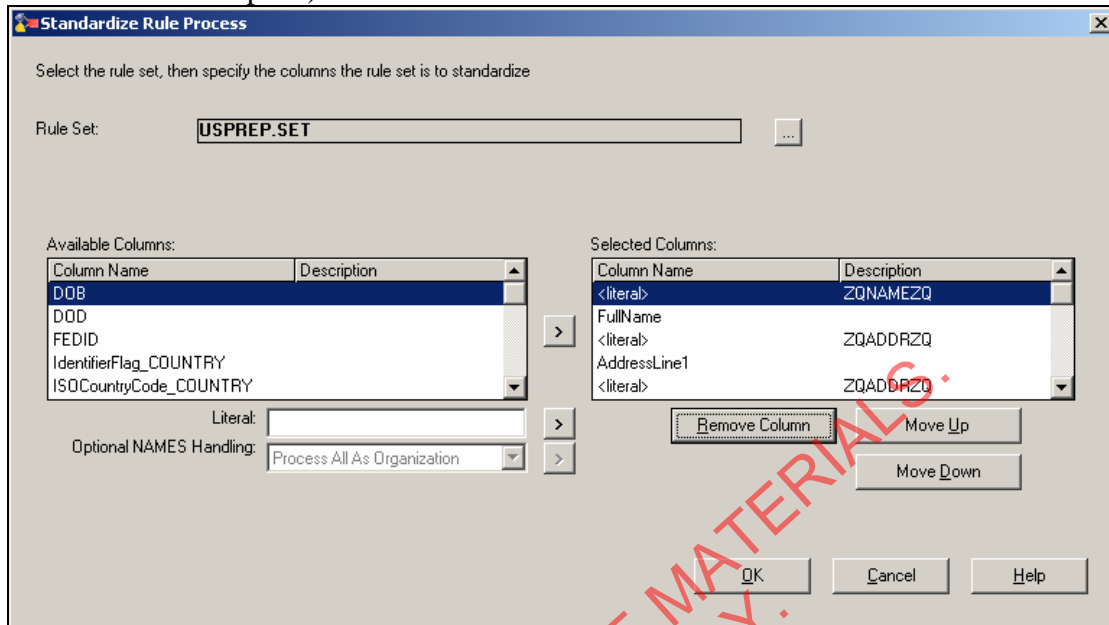 Standardize Rule Process
Select the rule set, then specify the columns the rule set is to standardize
Rule Set: USPREP.SET ...
Available Columns: Selected Columns:
Column Name Description Column Name Description
DOB <literal> ZQNAMEZQ
DOD FullName
FEDID > <literal> ZQADDRZQ
IdentifierFlag_COUNTRY AddressLine1
ISOCountryCode_COUNTRY <literal> ZQADDRZQ
Literal: > Remove Column Move Up
Optional NAMES Handling: Process All As Organization > Move Down
OK Cancel Help
MATERIALS.